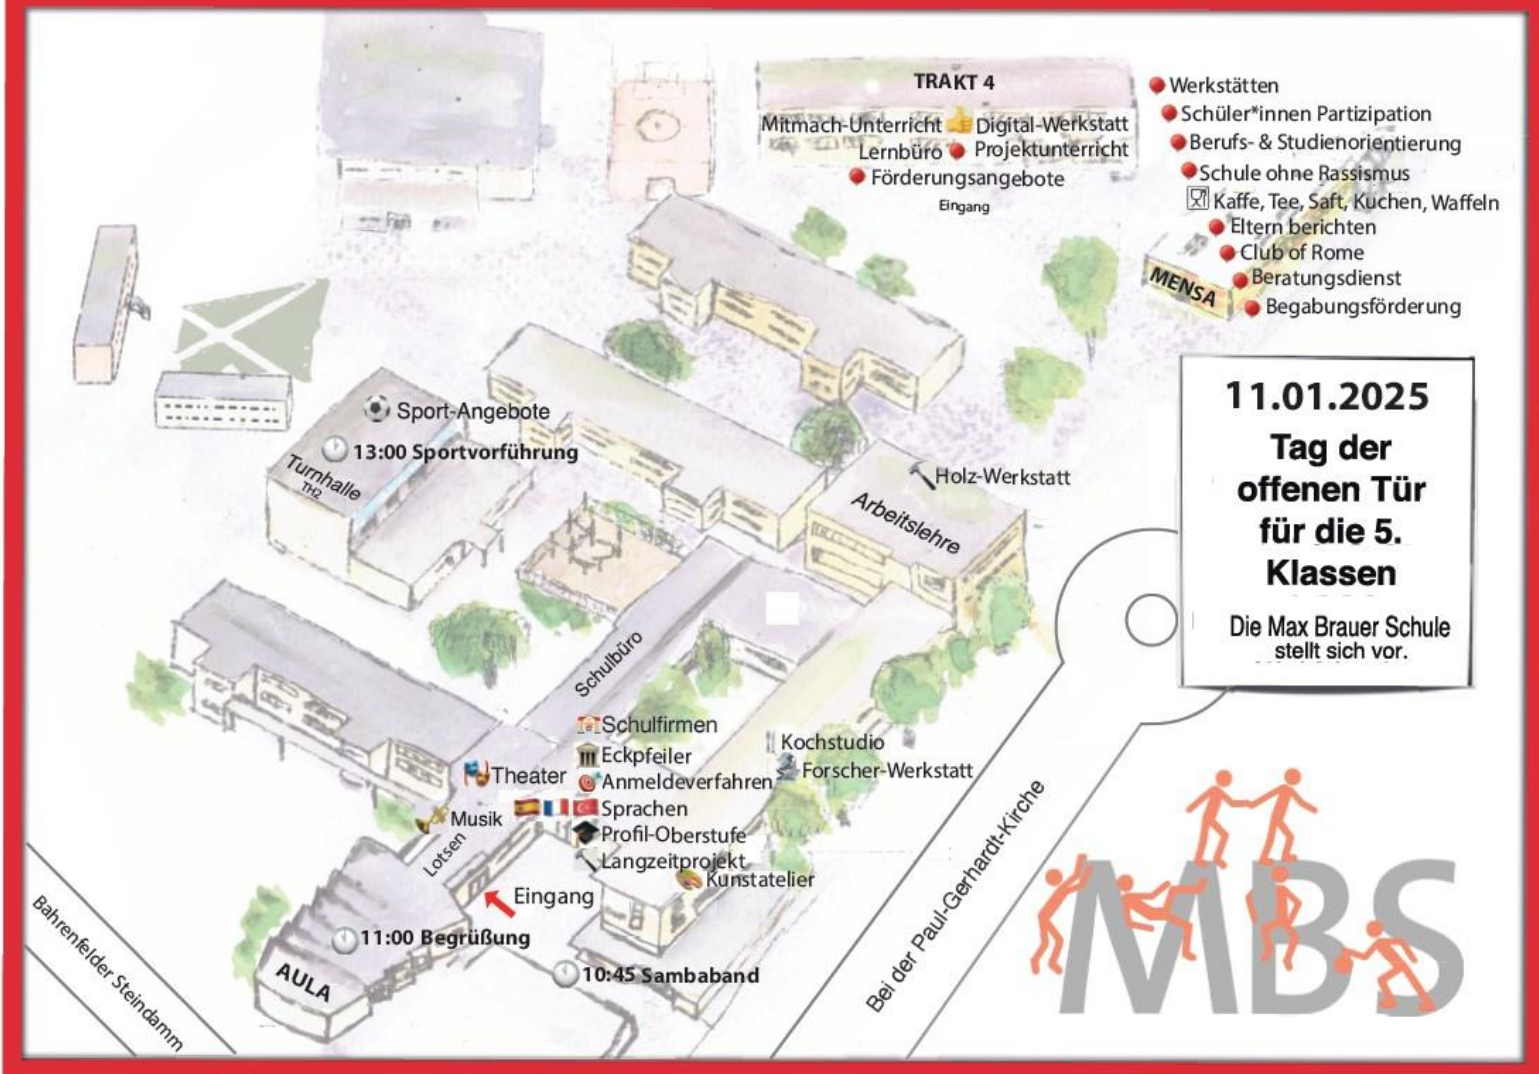 TRAKT 4
Mitmach-Unterricht Digital-Werkstatt
Lernbüro Projektunterricht
Förderungsangebote
Eingang
Werkstätten
Schüler*innen Partizipation
Berufs- & Studienorientierung
Schule ohne Rassismus
Kaffe, Tee, Saft, Kuchen, Waffeln
Eltern berichten
Club of Rome
Beratungsdienst
Begabungsförderung
MENSA
11.01.2025
Tag der
offenen Tür
für die 5.
Klassen
Die Max Brauer Schule
stellt sich vor.
Sport-Angebote
13:00 Sportvorführung
Turnhalle
TH2
Holz-Werkstatt
Arbeitslehre
Schulbüro
Schulfirmen
Eckpfeiler
Anmeldeverfahren
Sprachen
Profil-Oberstufe
Langzeitprojekt
Kunstatelier
Kochstudio
Forscher-Werkstatt
Theater
Musik
Lotsen
Eingang
11:00 Begrüßung
AULA
10:45 Sambaband
Bahrenfelder Steindamm
Bei der Paul-Gerhardt-Kirche
MBS